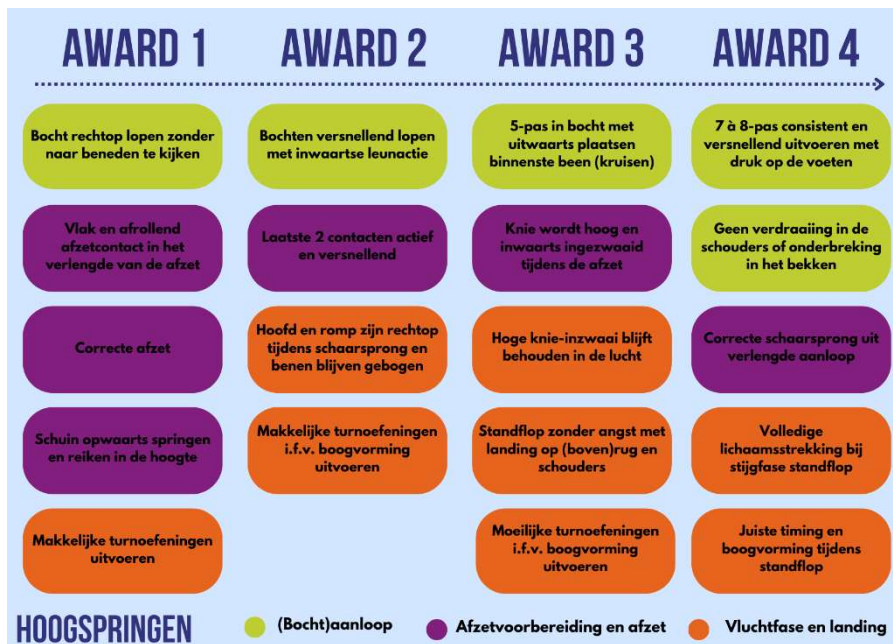 AWARD 1
AWARD 2
AWARD 3
AWARD 4
Bocht rechtop lopen zonder
naar beneden te kijken
Bochten versnellend lopen
met inwaartse leunactie
5-pas in bocht met
uitwaarts plaatsen
binnenste been (kruisen)
7 à 8-pas consistent en
versnellend uitvoeren met
druk op de voeten
Vlak en afrollend
afzetcontact in het
verlengde van de afzet
Laatste 2 contacten actief
en versnellend
Knie wordt hoog en
inwaarts ingezwaaid
tijdens de afzet
Geen verdraaiing in de
schouders of onderbreking
in het bekken
Correcte afzet
Hoofd en romp zijn rechtop
tijdens schaarsprong en
benen blijven gebogen
Hoge knie-inzwaai blijft
behouden in de lucht
Correcte schaarsprong uit
verlengde aanloop
Schuin opwaarts springen
en reiken in de hoogte
Makkelijke turnoefeningen
i.f.v. boogvorming
uitvoeren
Standflop zonder angst met
landing op (boven)rug en
schouders
Volledige
lichaamsstrekking bij
stijgfase standflop
Makkelijke turnoefeningen
uitvoeren
Moeilijke turnoefeningen
i.f.v. boogvorming
uitvoeren
Juiste timing en
boogvorming tijdens
standflop
HOOGSPRINGEN
(Bocht)aanloop
Afzetvoorbereiding en afzet
Vluchtfase en landing